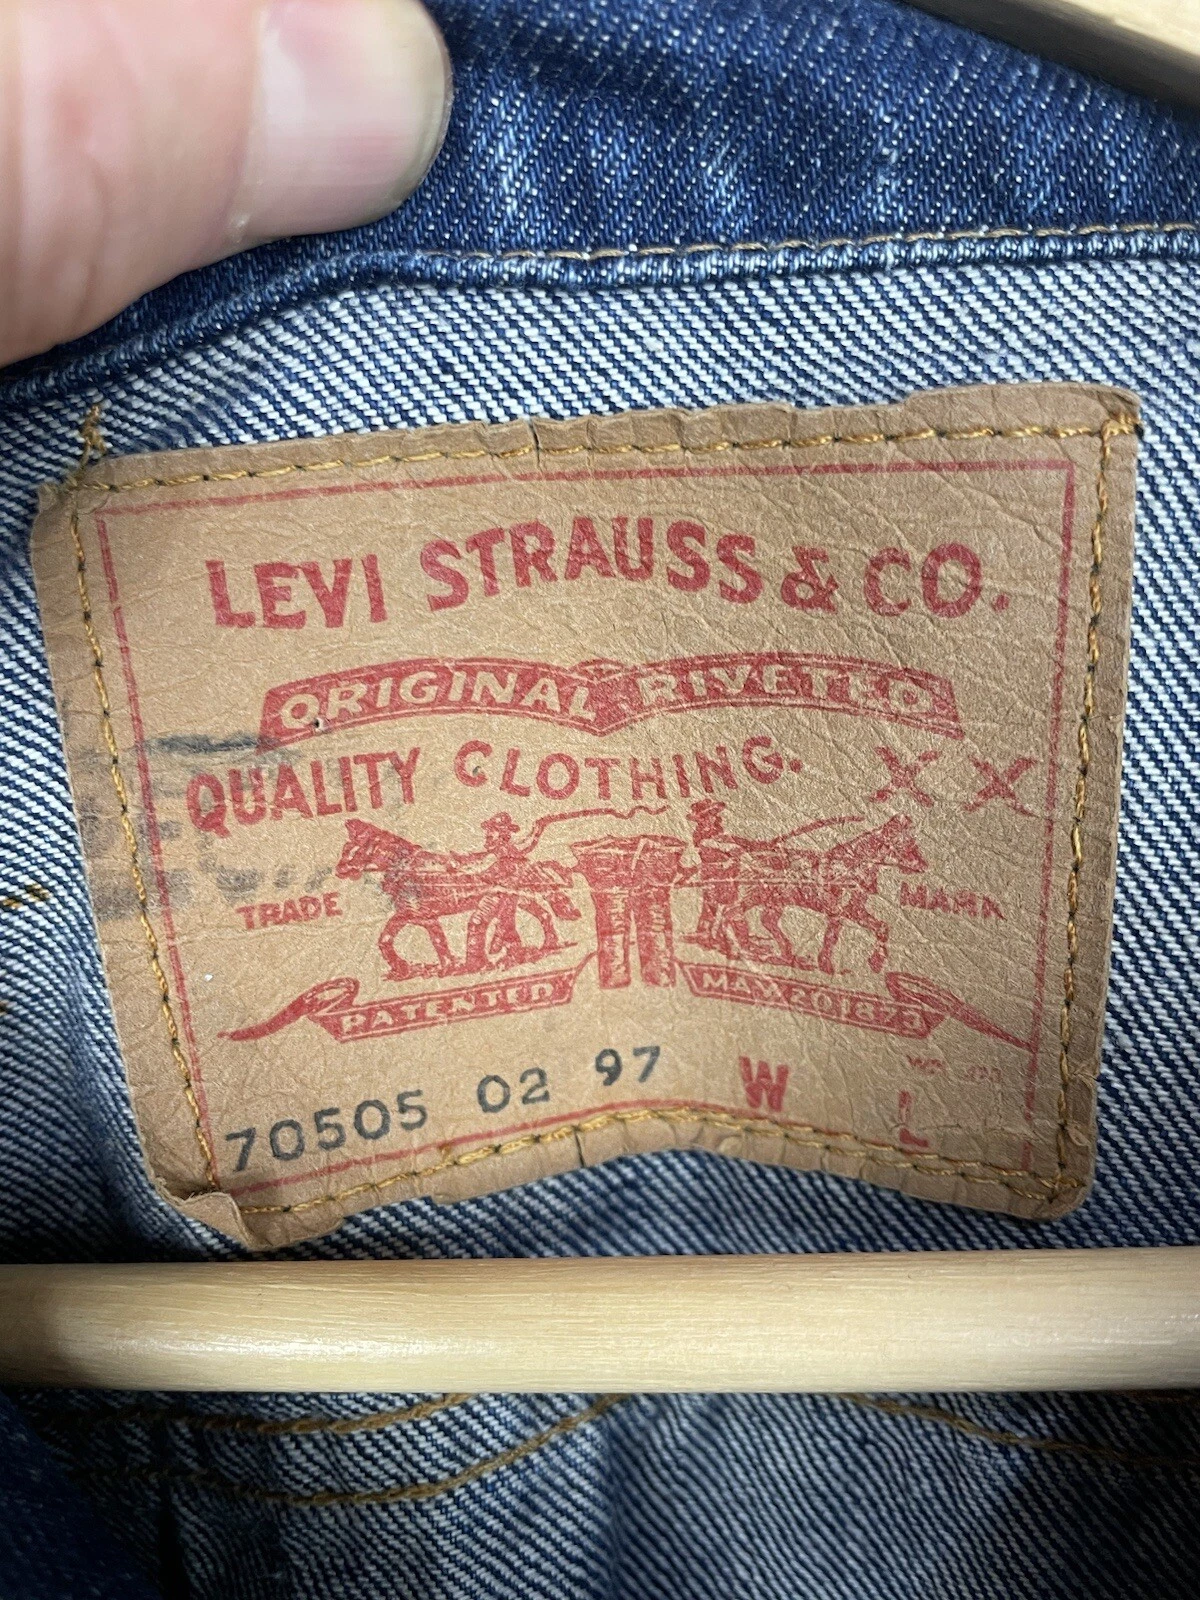 LEVI STRAUSS & CO.
ORIGINAL RIVETED
QUALITY CLOTHING. XX
TRADE MARK
PATENTED MAY 20 1873
70505 02 97 W
L